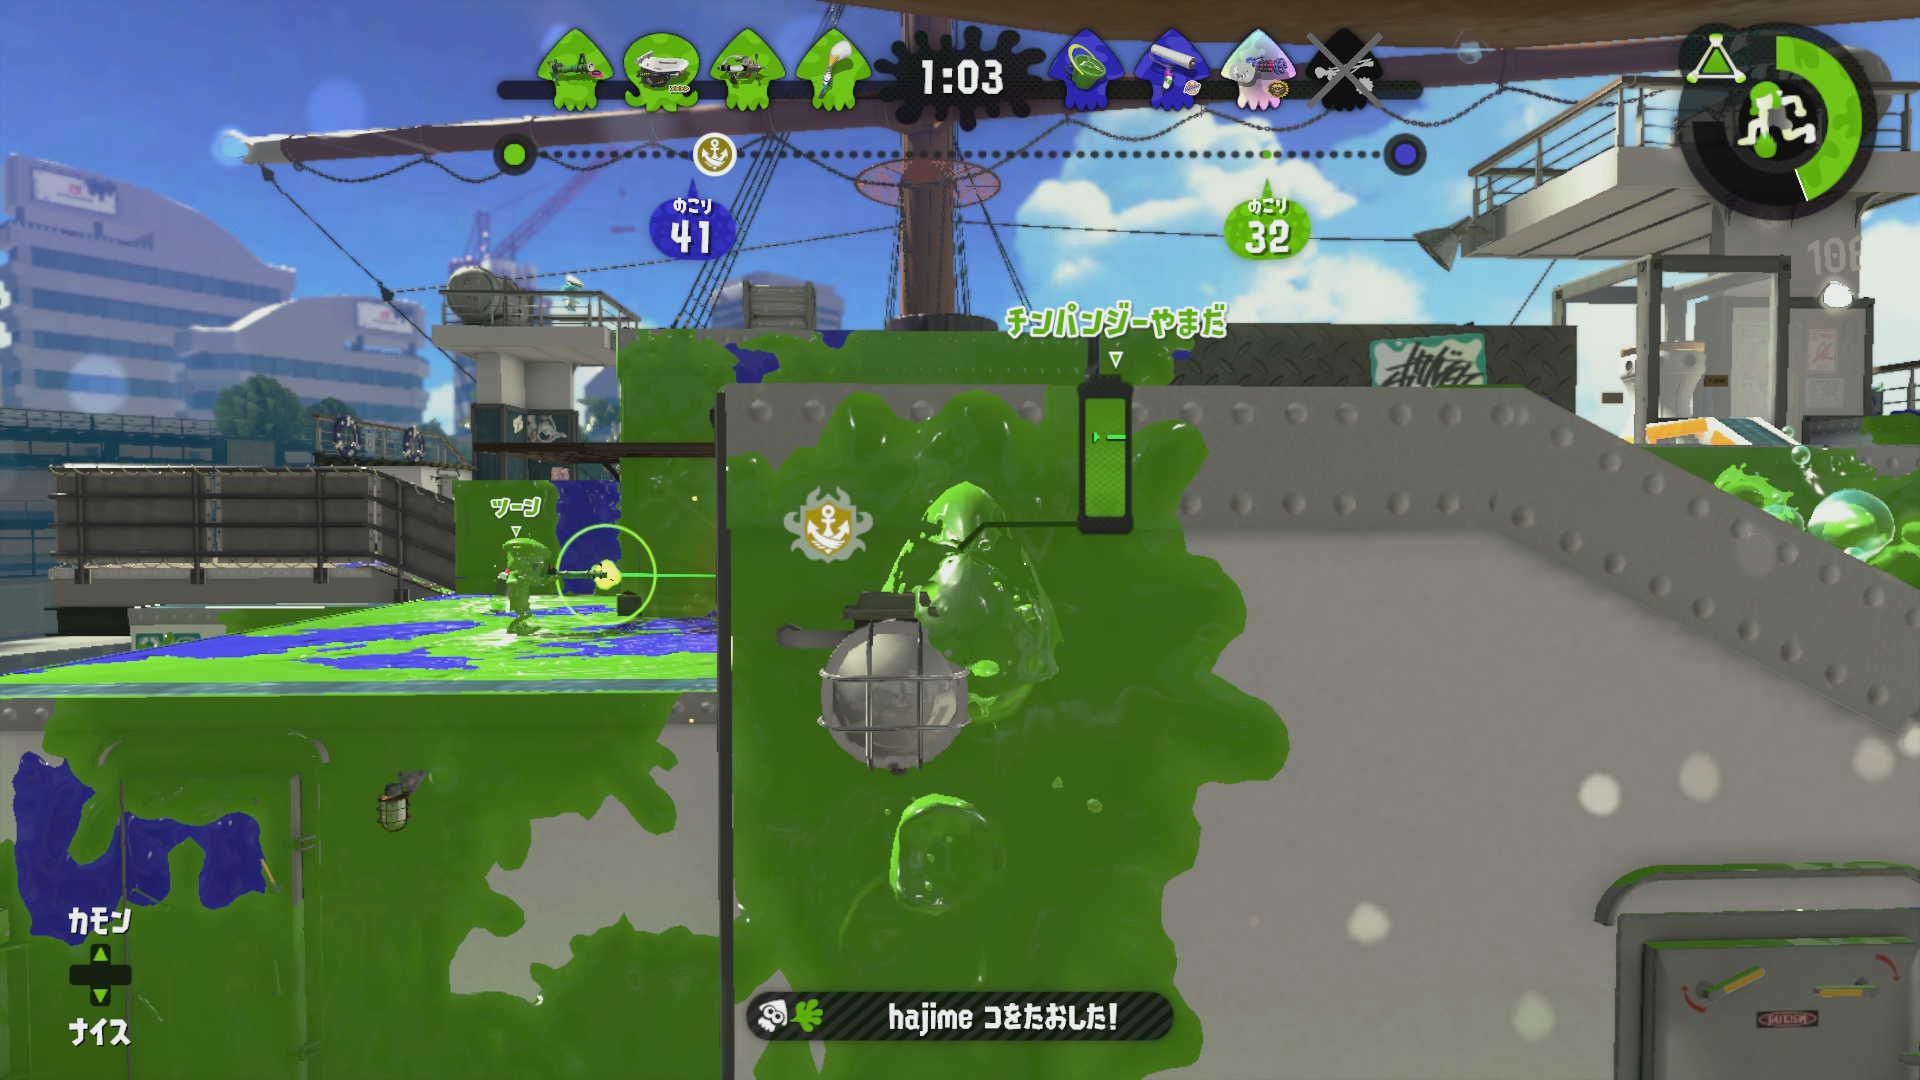 1:03
のこり
41
のこり
32
108
チンパンジーやまだ
ツージ
カモン
ナイス
hajime コをたおした!